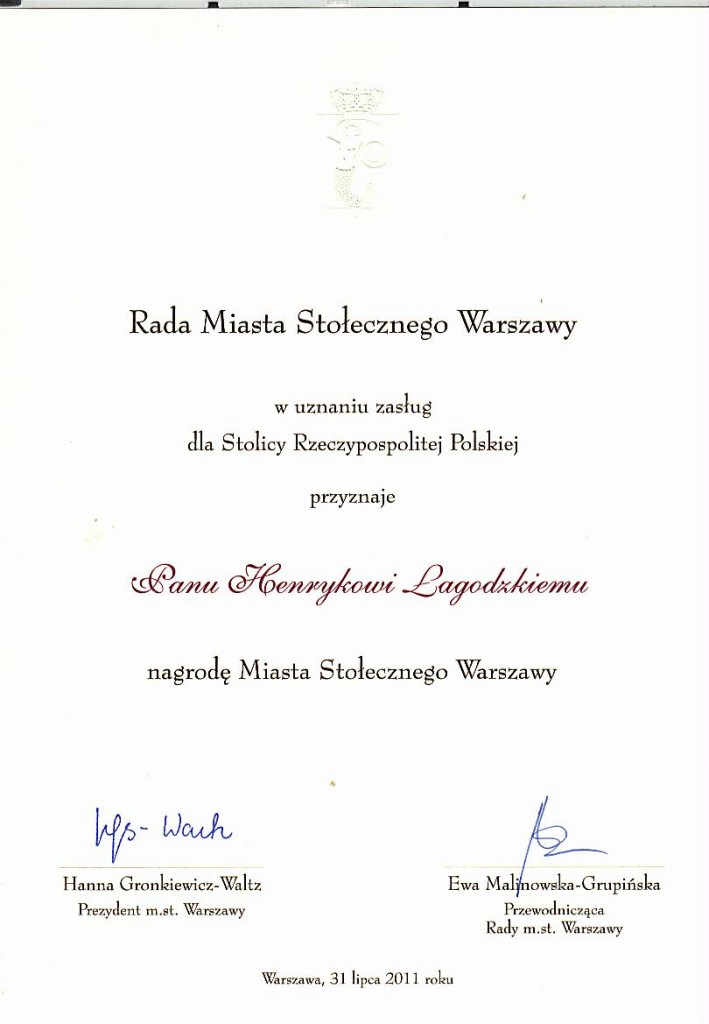 Rada Miasta Stołecznego Warszawy
w uznaniu zasług
dla Stolicy Rzeczypospolitej Polskiej
przyznaje
Panu Henrykowi Łagodzkiemu
nagrodę Miasta Stołecznego Warszawy
Hanna Gronkiewicz-Waltz
Prezydent m.st. Warszawy
Ewa Malinowska-Grupińska
Przewodnicząca
Rady m.st. Warszawy
Warszawa, 31 lipca 2011 roku